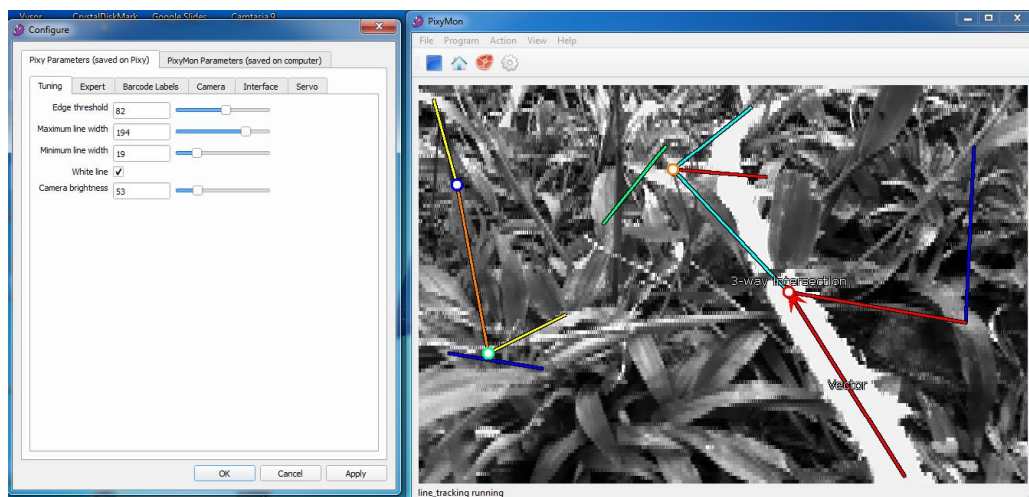 Vysor CrystalDiskMark Google Slides Camtasia 9
Configure
Pixy Parameters (saved on Pixy) PixyMon Parameters (saved on computer)
Tuning Expert Barcode Labels Camera Interface Servo
Edge threshold 82
Maximum line width 194
Minimum line width 19
White line
Camera brightness 53
OK Cancel Apply
PixyMon
File Program Action View Help
3-way intersection
Vector
line_tracking running